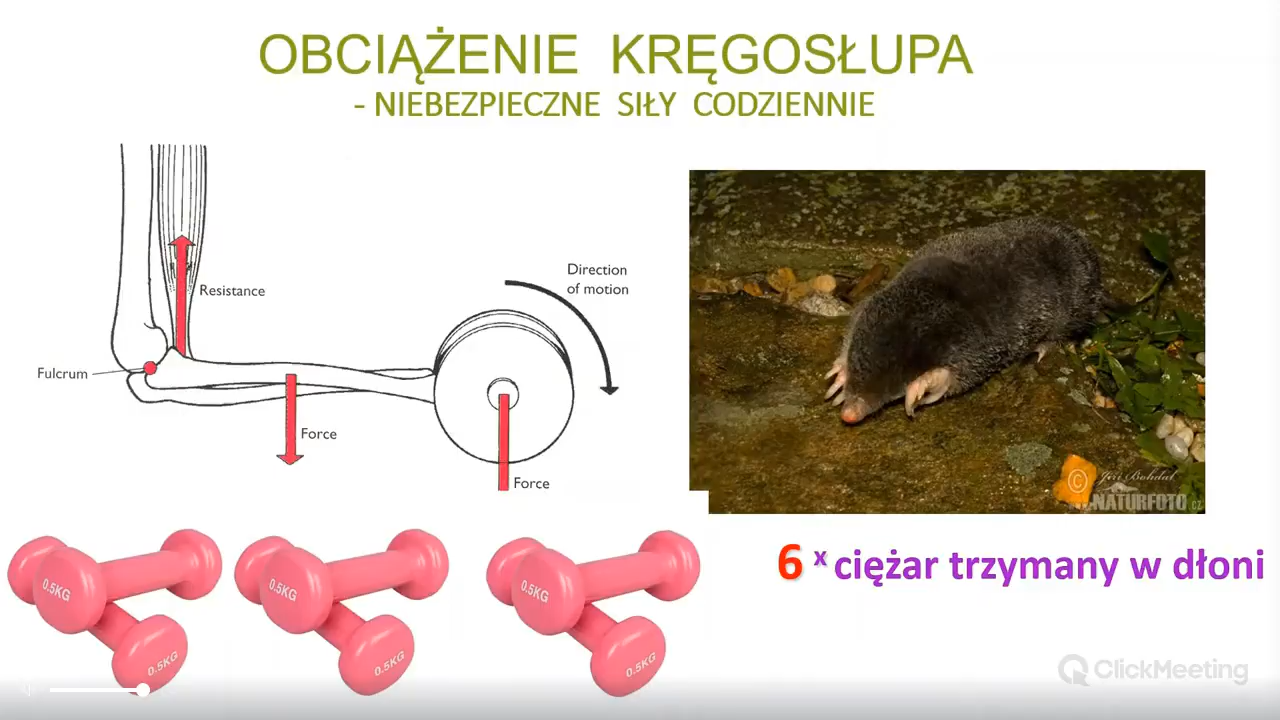 OBCIĄŻENIE KRĘGOSŁUPA
- NIEBEZPIECZNE SIŁY CODZIENNIE
Resistance
Direction
of motion
Fulcrum
Force
Force
© Jiri Bohdal
NATURFOTO.CZ
6 x ciężar trzymany w dłoni
0.5KG
0.5KG
0.5KG
0.5KG
0.5KG
0.5KG
ClickMeeting